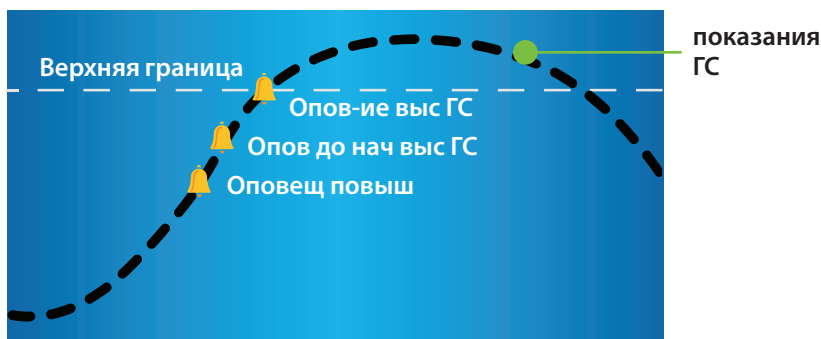 показания
ГС
Верхняя граница
Опов-ие выс ГС
Опов до нач выс ГС
Оповещ повыш